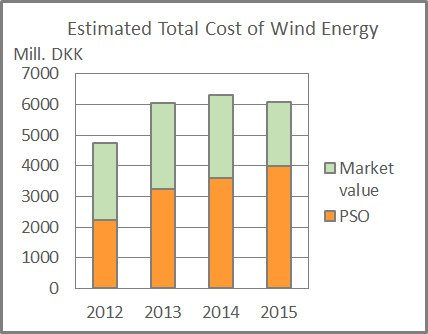 Estimated Total Cost of Wind Energy
Mill. DKK
7000
6000
5000
4000
3000
2000
1000
0
2012 2013 2014 2015
Market
value
PSO